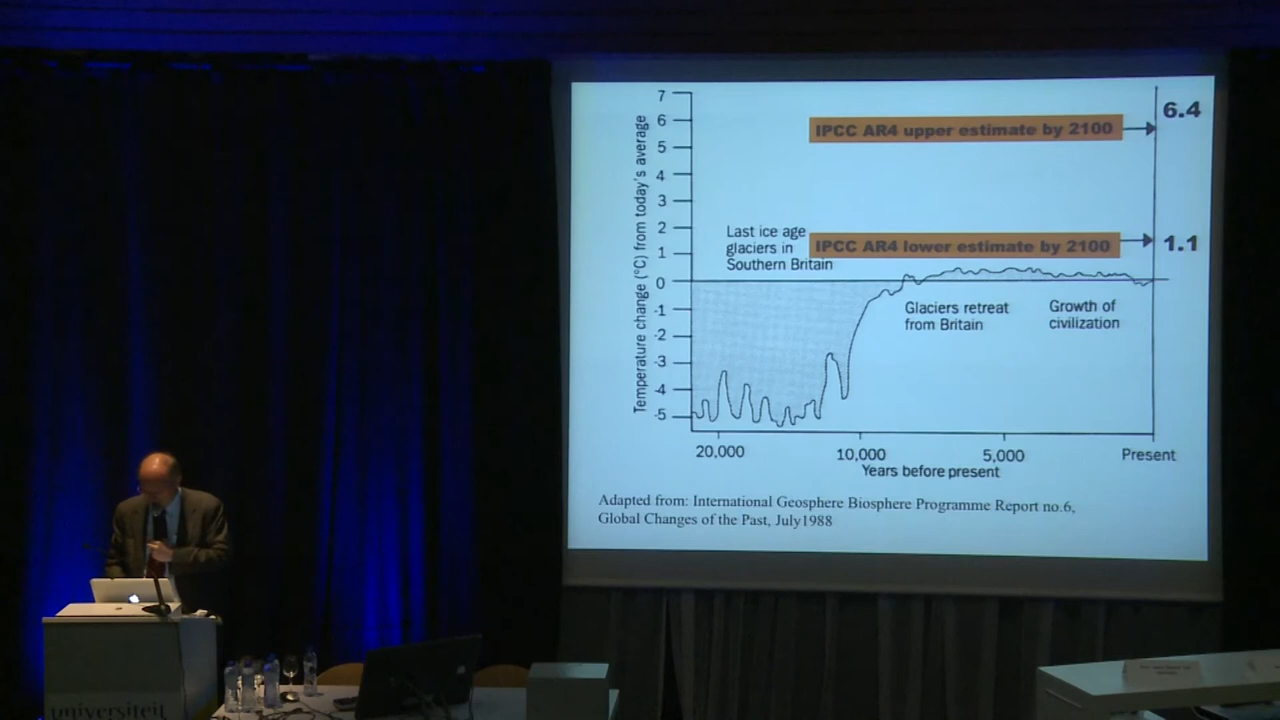 7
6
5
4
3
2
1
0
-1
-2
-3
-4
-5
Temperature change (°C) from today's average
IPCC AR4 upper estimate by 2100
6.4
IPCC AR4 lower estimate by 2100
1.1
Last ice age
glaciers in
Southern Britain
Glaciers retreat
from Britain
Growth of
civilization
20,000
10,000
5,000
Present
Years before present
Adapted from: International Geosphere Biosphere Programme Report no.6,
Global Changes of the Past, July1988
universiteit